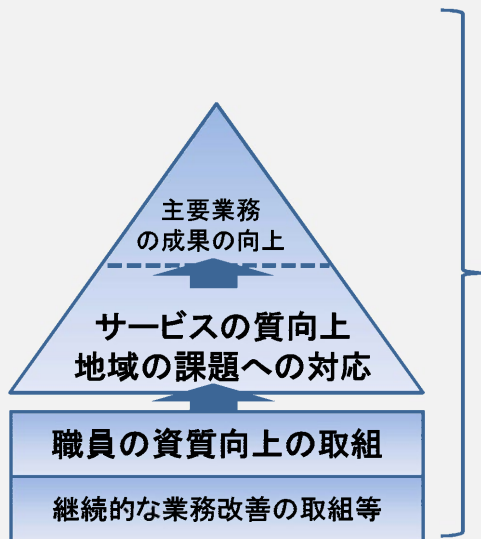 主要業務
の成果の向上
サービスの質向上
地域の課題への対応
職員の資質向上の取組
継続的な業務改善の取組等